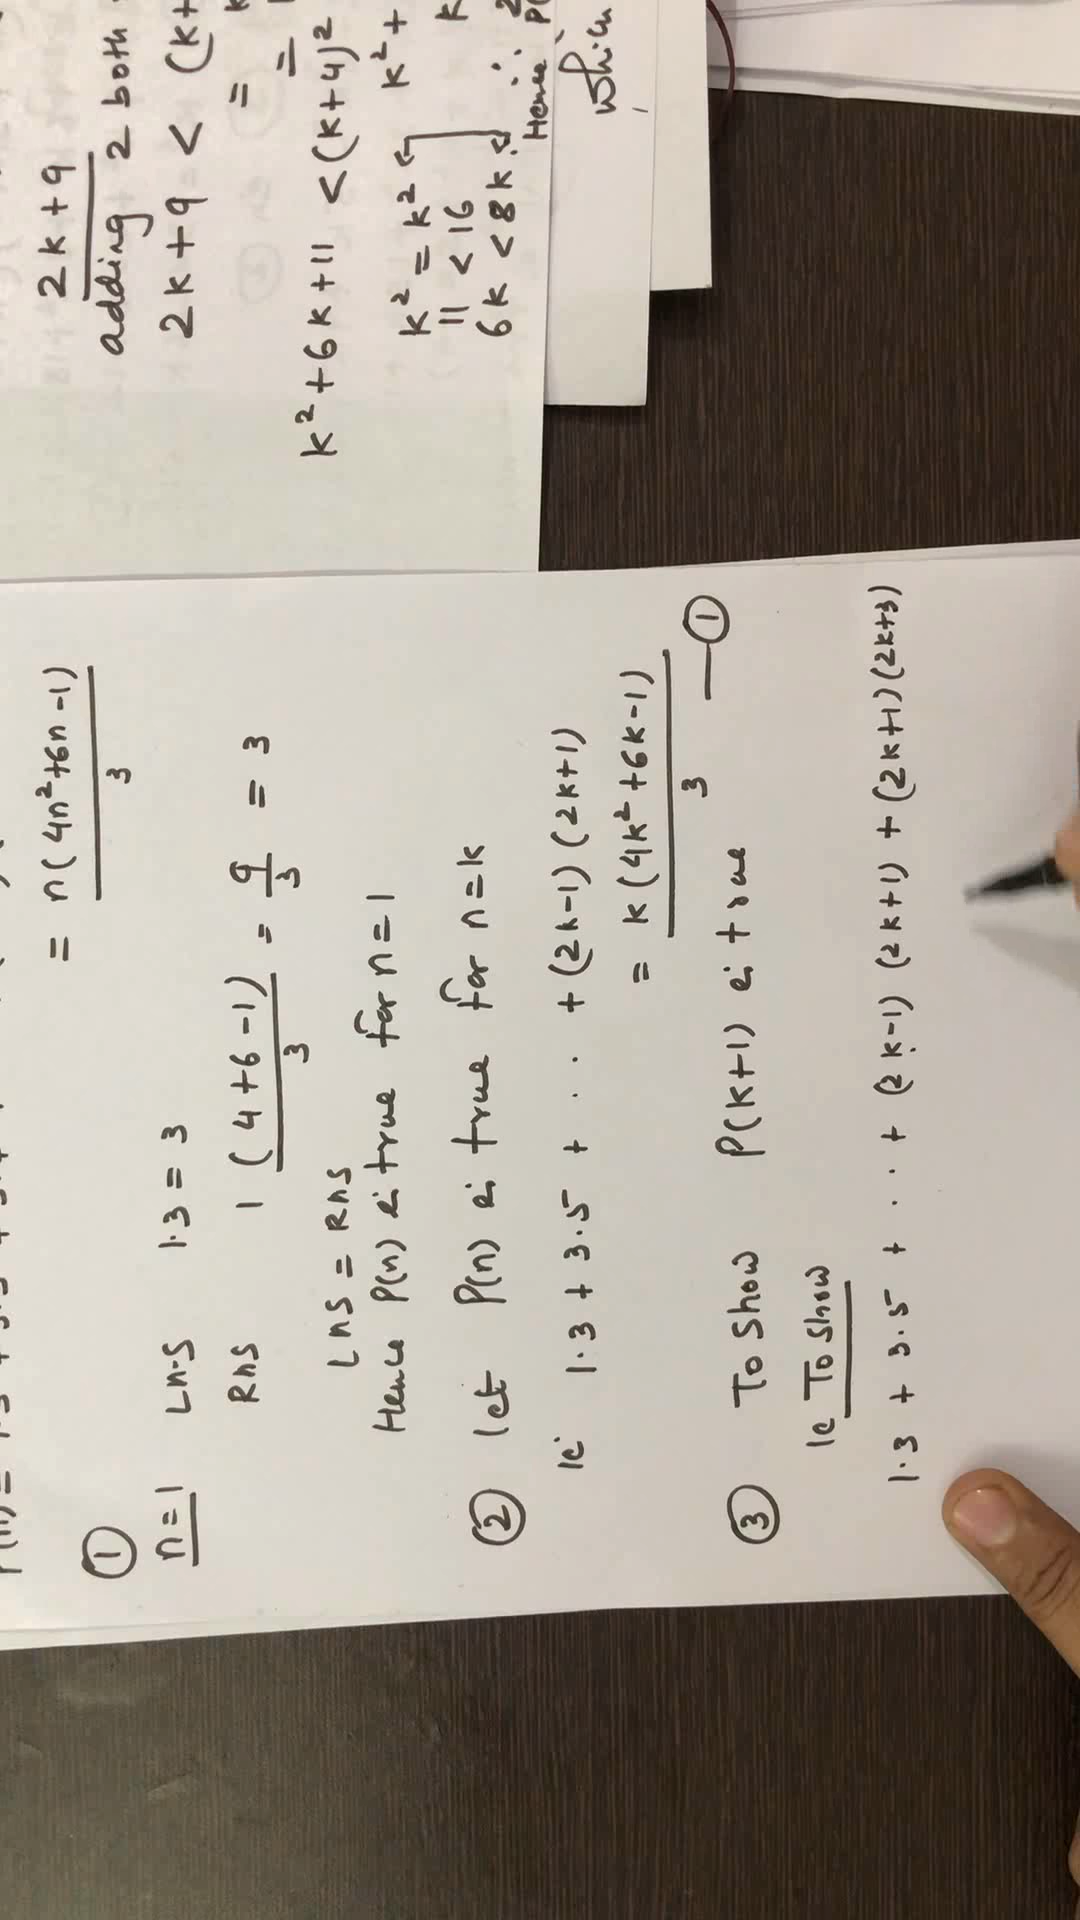 = n(4n²+6n-1)
3
①
n=1 LHS 1.3 = 3
RHS 1(4+6-1) = 9 = 3
3 3
LHS = RHS
Hence P(n) is true for n=1
② let P(n) is true for n=k
ie 1.3 + 3.5 + . . . + (2k-1)(2k+1)
= k(4k²+6k-1)
3 — ①
③ To show P(k+1) is true
ie To show
1.3 + 3.5 + . . + (2k-1)(2k+1) + (2k+1)(2k+3)
2k+9
adding 2 both
2k+9 < (k+
=
k²+6k+11 < (k+4)²
k² = k²
11 < 16
6k < 8k
∴ 2
Hence P(
which